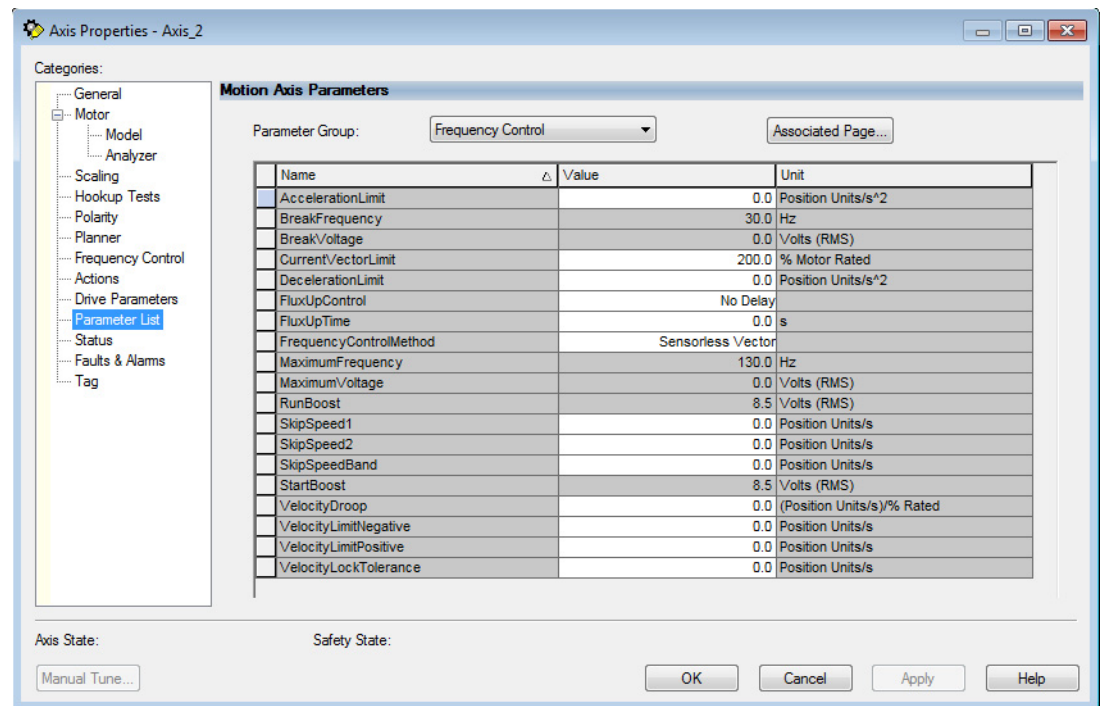 Axis Properties - Axis_2
Categories:
General
Motor
Model
Analyzer
Scaling
Hookup Tests
Polarity
Planner
Frequency Control
Actions
Drive Parameters
Parameter List
Status
Faults & Alarms
Tag
Motion Axis Parameters
Parameter Group: Frequency Control Associated Page...
Name Value Unit
AccelerationLimit 0.0 Position Units/s^2
BreakFrequency 30.0 Hz
BreakVoltage 0.0 Volts (RMS)
CurrentVectorLimit 200.0 % Motor Rated
DecelerationLimit 0.0 Position Units/s^2
FluxUpControl No Delay
FluxUpTime 0.0 s
FrequencyControlMethod Sensorless Vector
MaximumFrequency 130.0 Hz
MaximumVoltage 0.0 Volts (RMS)
RunBoost 8.5 Volts (RMS)
SkipSpeed1 0.0 Position Units/s
SkipSpeed2 0.0 Position Units/s
SkipSpeedBand 0.0 Position Units/s
StartBoost 8.5 Volts (RMS)
VelocityDroop 0.0 (Position Units/s)/% Rated
VelocityLimitNegative 0.0 Position Units/s
VelocityLimitPositive 0.0 Position Units/s
VelocityLockTolerance 0.0 Position Units/s
Axis State: Safety State:
Manual Tune... OK Cancel Apply Help